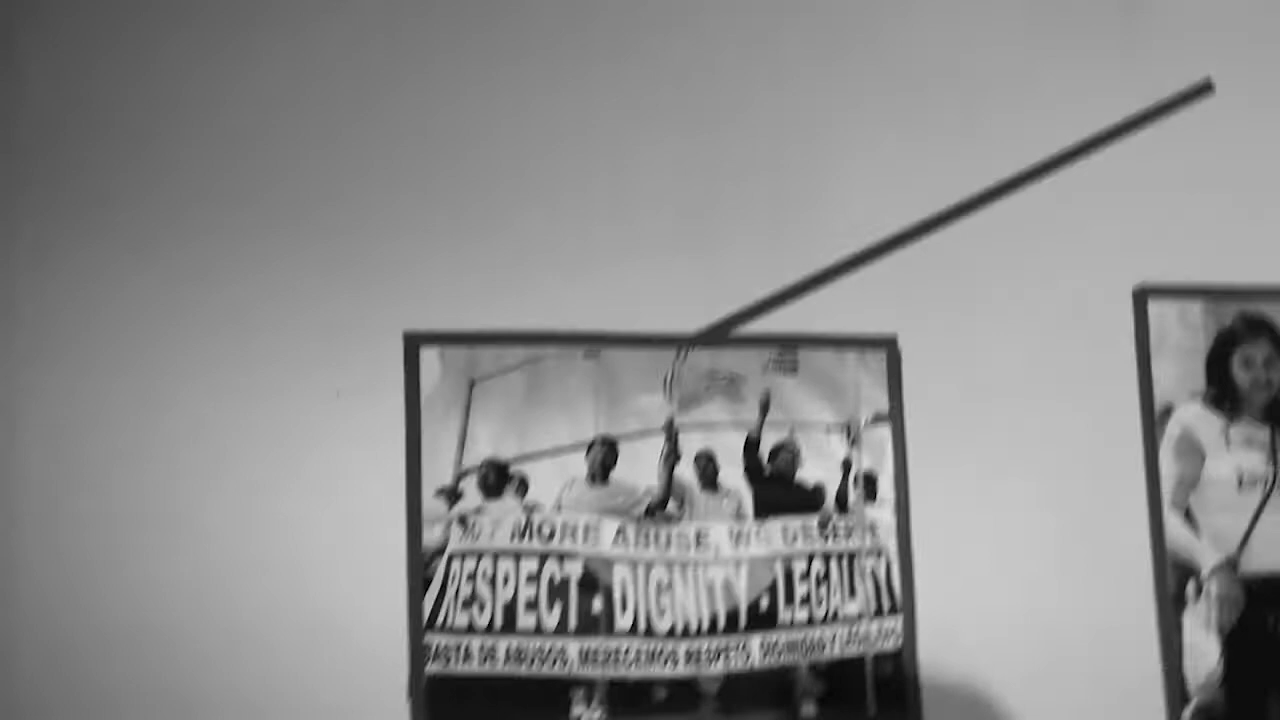 MORE ABUSE, WE DESERVE
RESPECT · DIGNITY · LEGALITY
BASTA DE ABUSOS, MERECEMOS RESPETO, DIGNIDAD Y LEGALIDAD